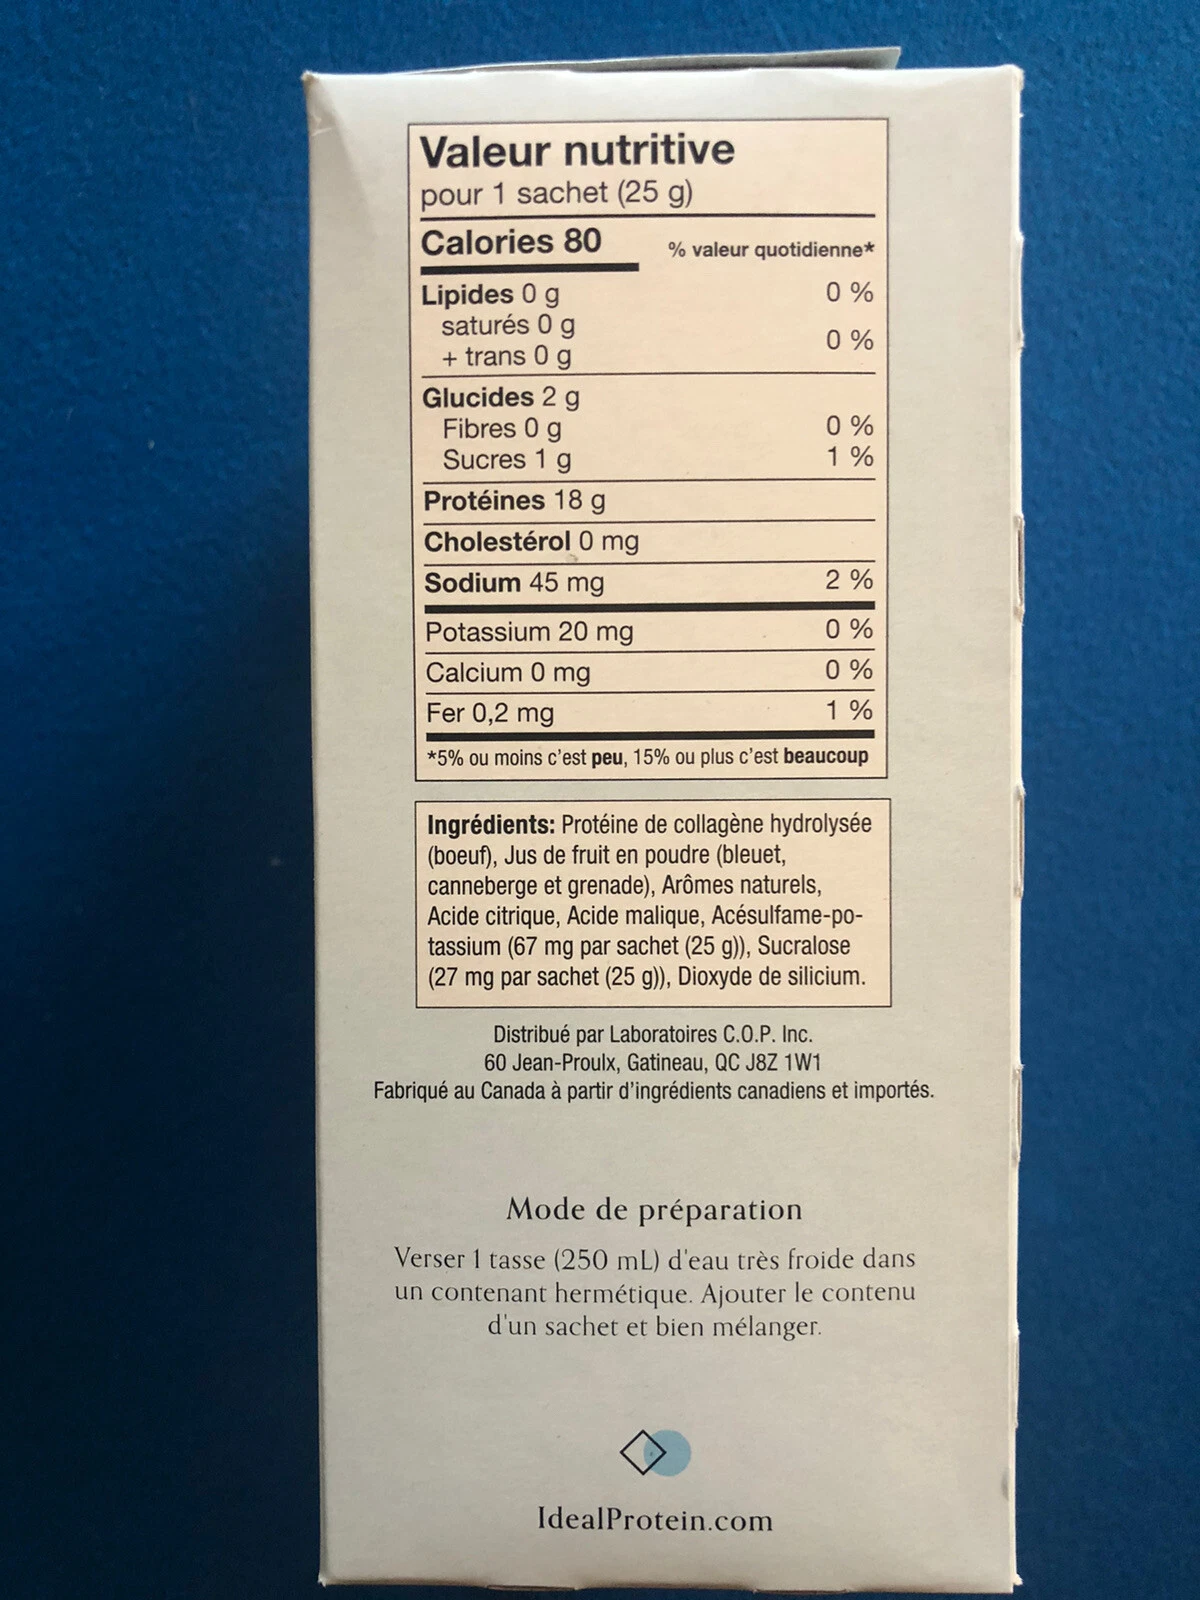 Valeur nutritive
pour 1 sachet (25 g)
Calories 80
% valeur quotidienne*
Lipides 0 g 0 %
saturés 0 g
+ trans 0 g 0 %
Glucides 2 g
Fibres 0 g 0 %
Sucres 1 g 1 %
Protéines 18 g
Cholestérol 0 mg
Sodium 45 mg 2 %
Potassium 20 mg 0 %
Calcium 0 mg 0 %
Fer 0,2 mg 1 %
*5% ou moins c'est peu, 15% ou plus c'est beaucoup
Ingrédients: Protéine de collagène hydrolysée
(boeuf), Jus de fruit en poudre (bleuet,
canneberge et grenade), Arômes naturels,
Acide citrique, Acide malique, Acésulfame-po-
tassium (67 mg par sachet (25 g)), Sucralose
(27 mg par sachet (25 g)), Dioxyde de silicium.
Distribué par Laboratoires C.O.P. Inc.
60 Jean-Proulx, Gatineau, QC J8Z 1W1
Fabriqué au Canada à partir d'ingrédients canadiens et importés.
Mode de préparation
Verser 1 tasse (250 mL) d'eau très froide dans
un contenant hermétique. Ajouter le contenu
d'un sachet et bien mélanger.
IdealProtein.com